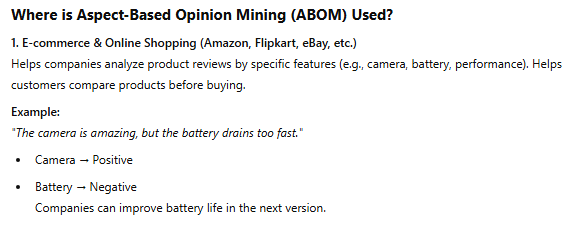 Where is Aspect-Based Opinion Mining (ABOM) Used?
1. E-commerce & Online Shopping (Amazon, Flipkart, eBay, etc.)
Helps companies analyze product reviews by specific features (e.g., camera, battery, performance). Helps
customers compare products before buying.
Example:
"The camera is amazing, but the battery drains too fast."
• Camera → Positive
• Battery → Negative
Companies can improve battery life in the next version.